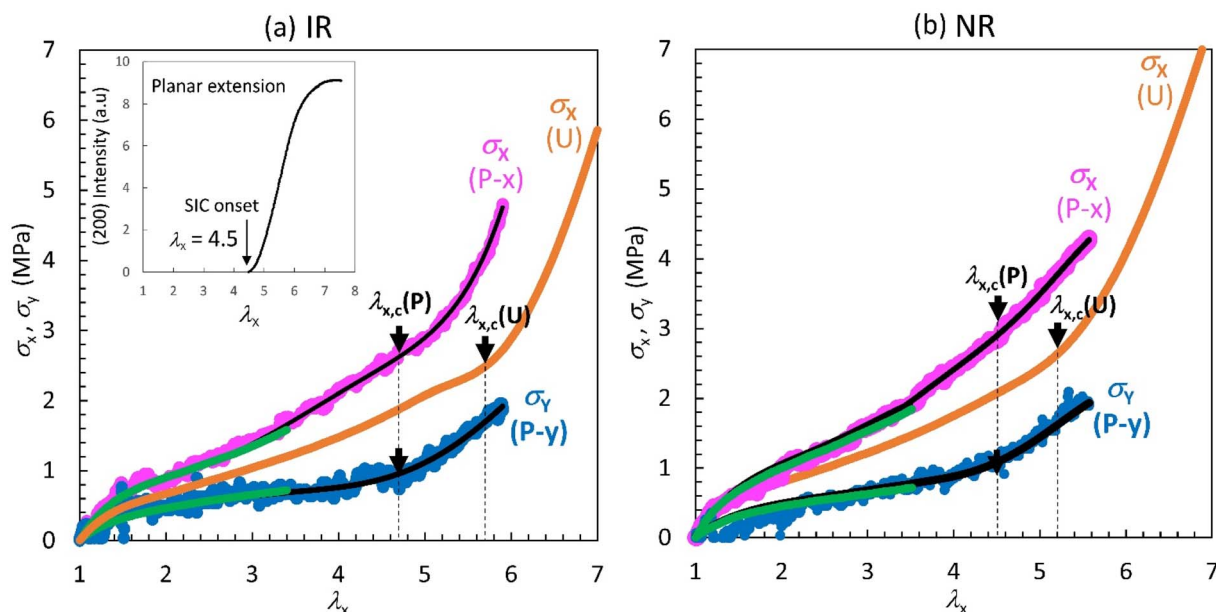 (a) IR
7
6
5
4
3
2
1
0
σx, σy (MPa)
1
2
3
4
5
6
7
λx
10
8
6
4
2
0
(200) Intensity (a.u)
Planar extension
SIC onset
λx = 4.5
1
2
3
4
5
6
7
8
λx
σX
(P-x)
σX
(U)
λx,c(P)
λx,c(U)
σY
(P-y)
(b) NR
7
6
5
4
3
2
1
0
σx, σy (MPa)
1
2
3
4
5
6
7
λx
σX
(U)
σX
(P-x)
λx,c(P)
λx,c(U)
σY
(P-y)